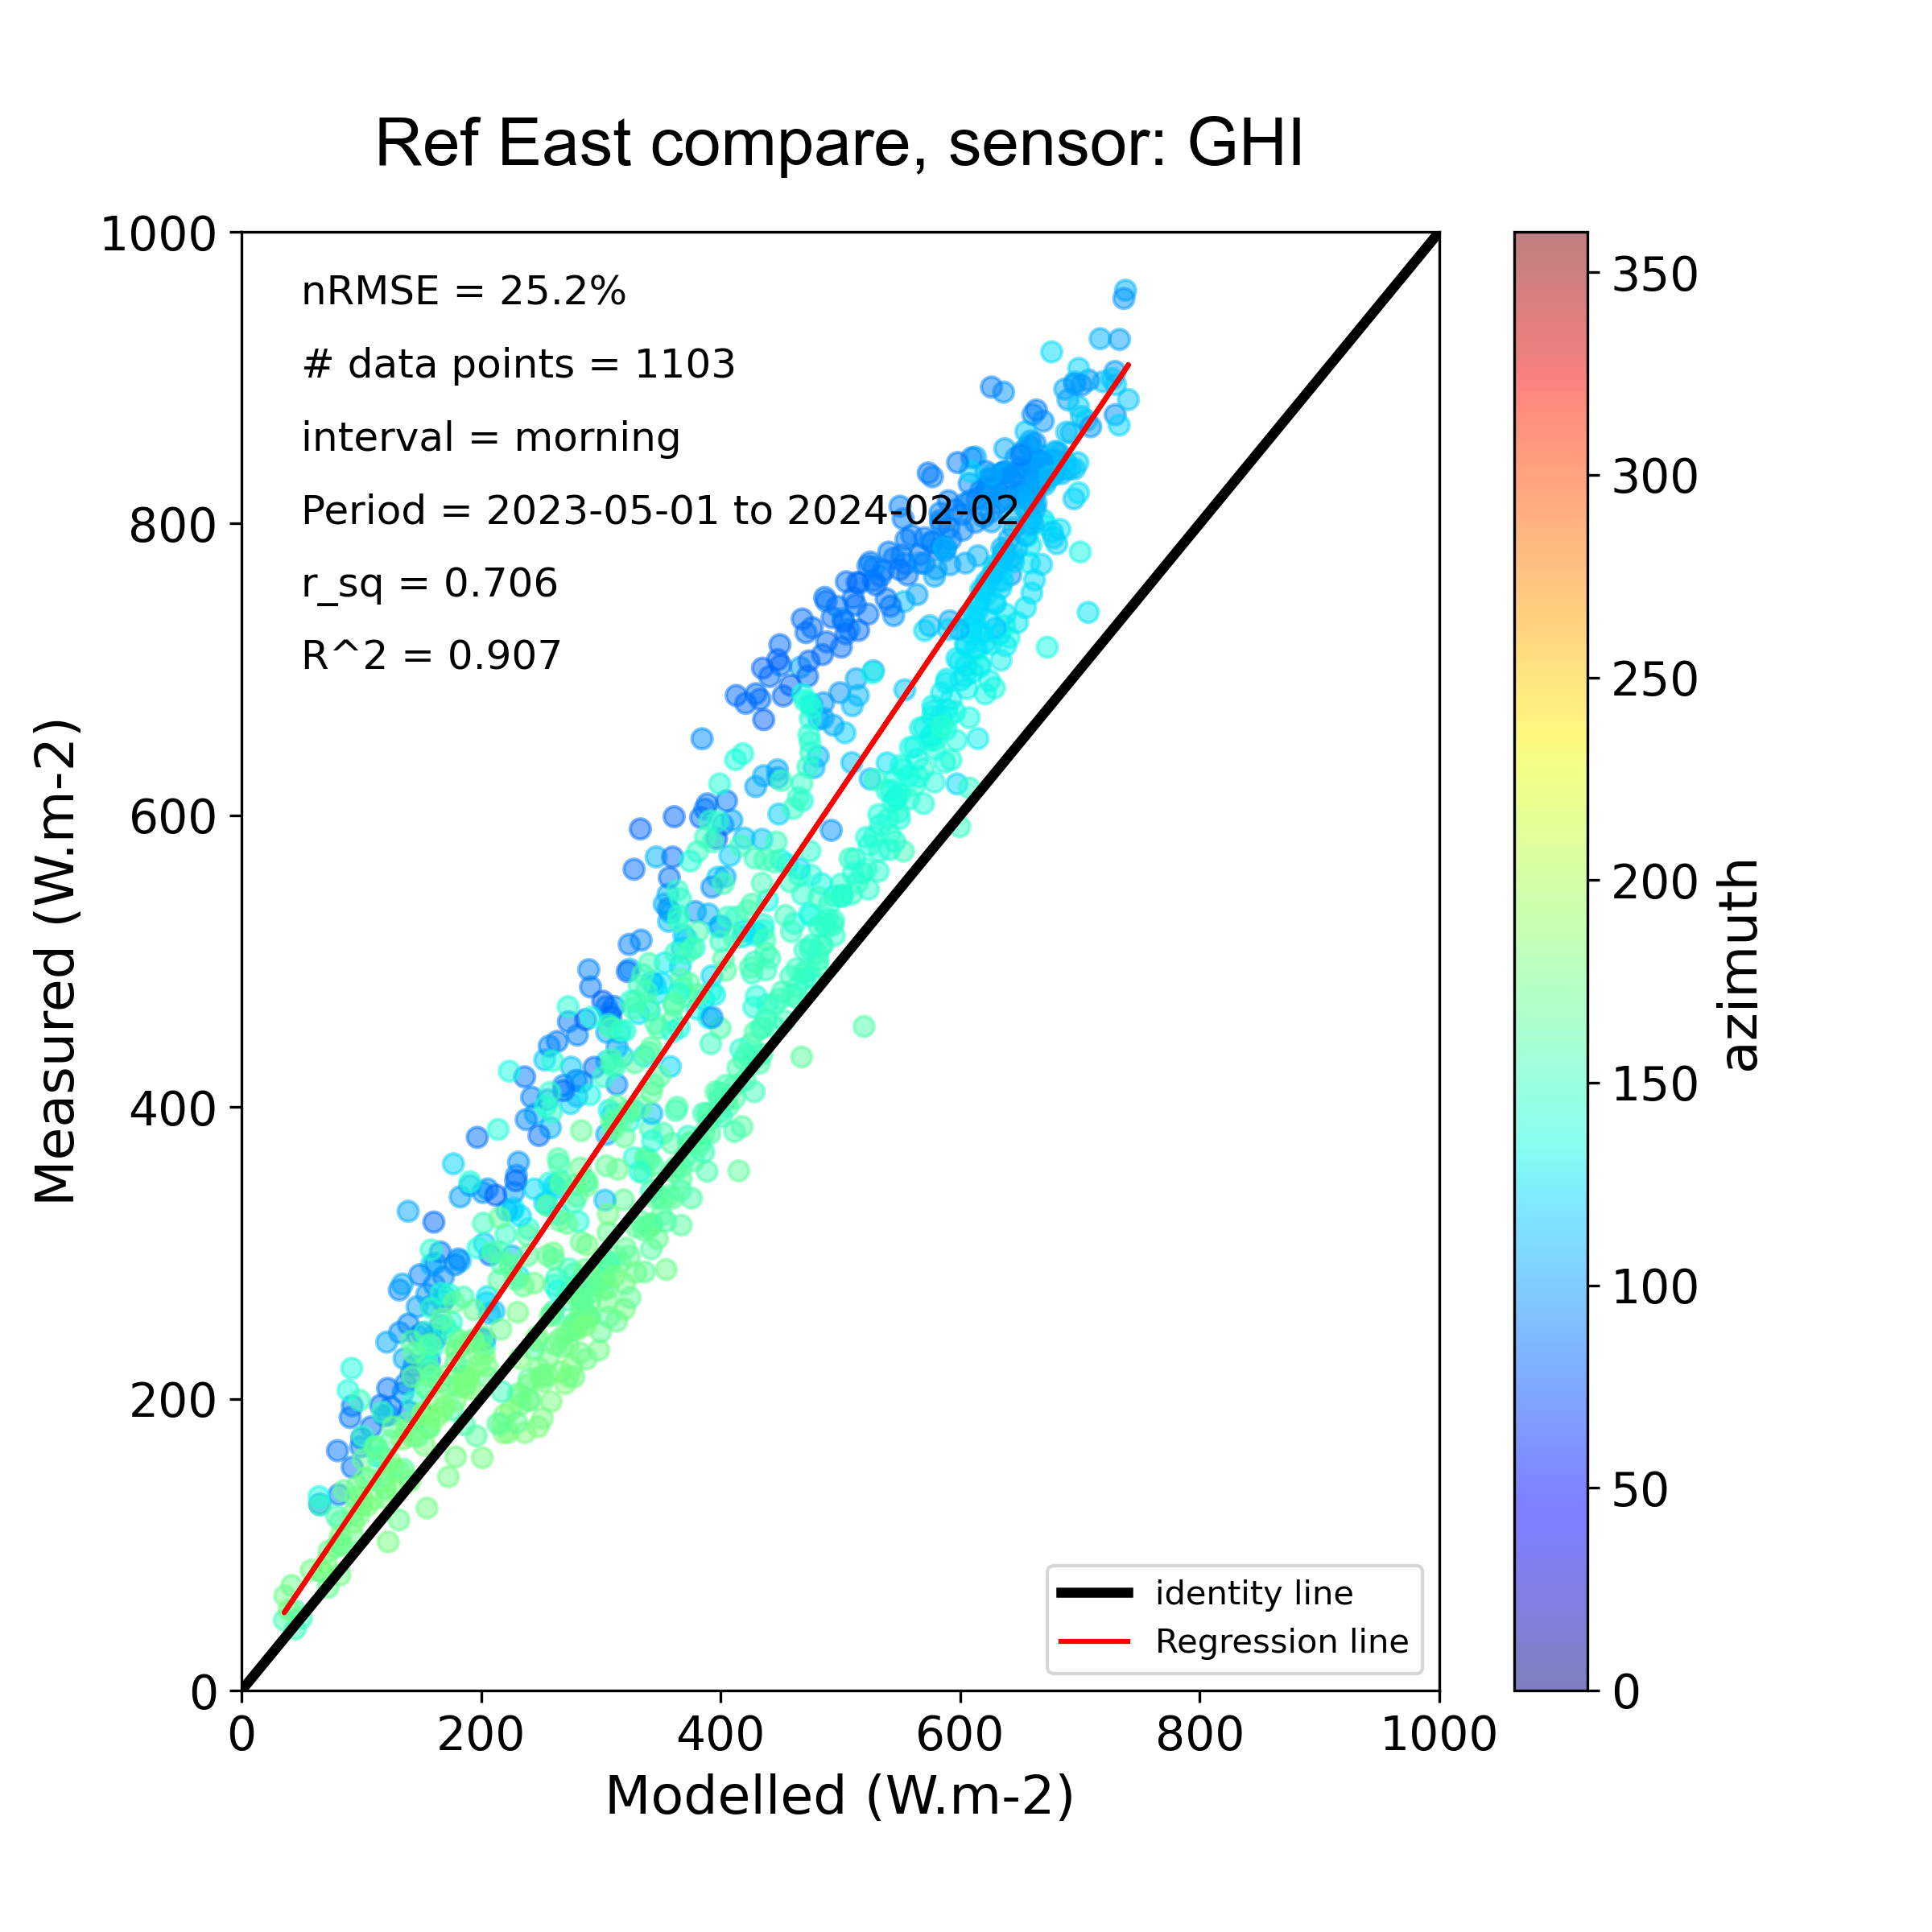 Ref East compare, sensor: GHI
nRMSE = 25.2%
# data points = 1103
interval = morning
Period = 2023-05-01 to 2024-02-02
r_sq = 0.706
R^2 = 0.907
Measured (W.m-2)
1000
800
600
400
200
0
0 200 400 600 800 1000
Modelled (W.m-2)
identity line
Regression line
350
300
250
200
150
100
50
0
azimuth